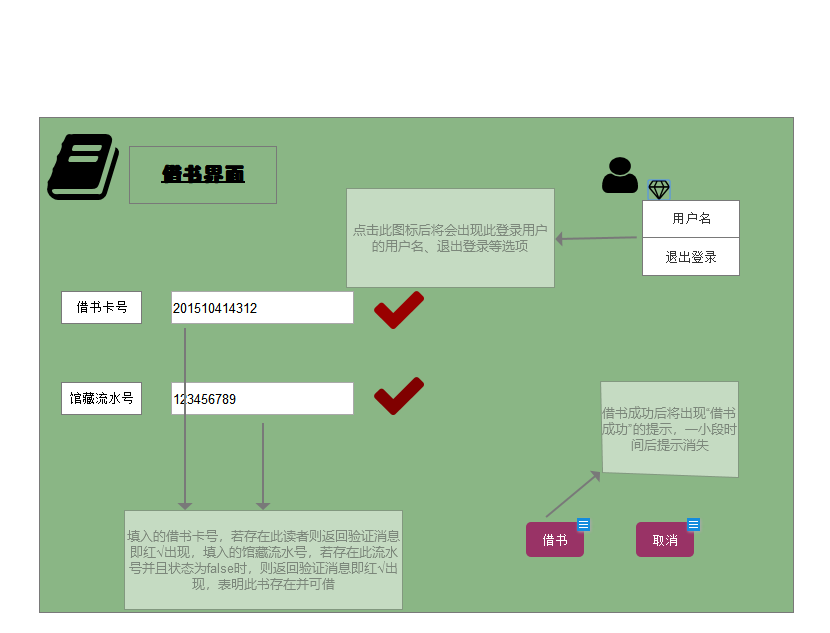 借书界面
点击此图标后将会出现此登录用户
的用户名、退出登录等选项
用户名
退出登录
借书卡号
201510414312
馆藏流水号
123456789
借书成功后将出现“借书
成功”的提示，一小段时
间后提示消失
填入的借书卡号，若存在此读者则返回验证消息
即红√出现，填入的馆藏流水号，若存在此流水
号并且状态为false时，则返回验证消息即红√出
现，表明此书存在并可借
借书
取消